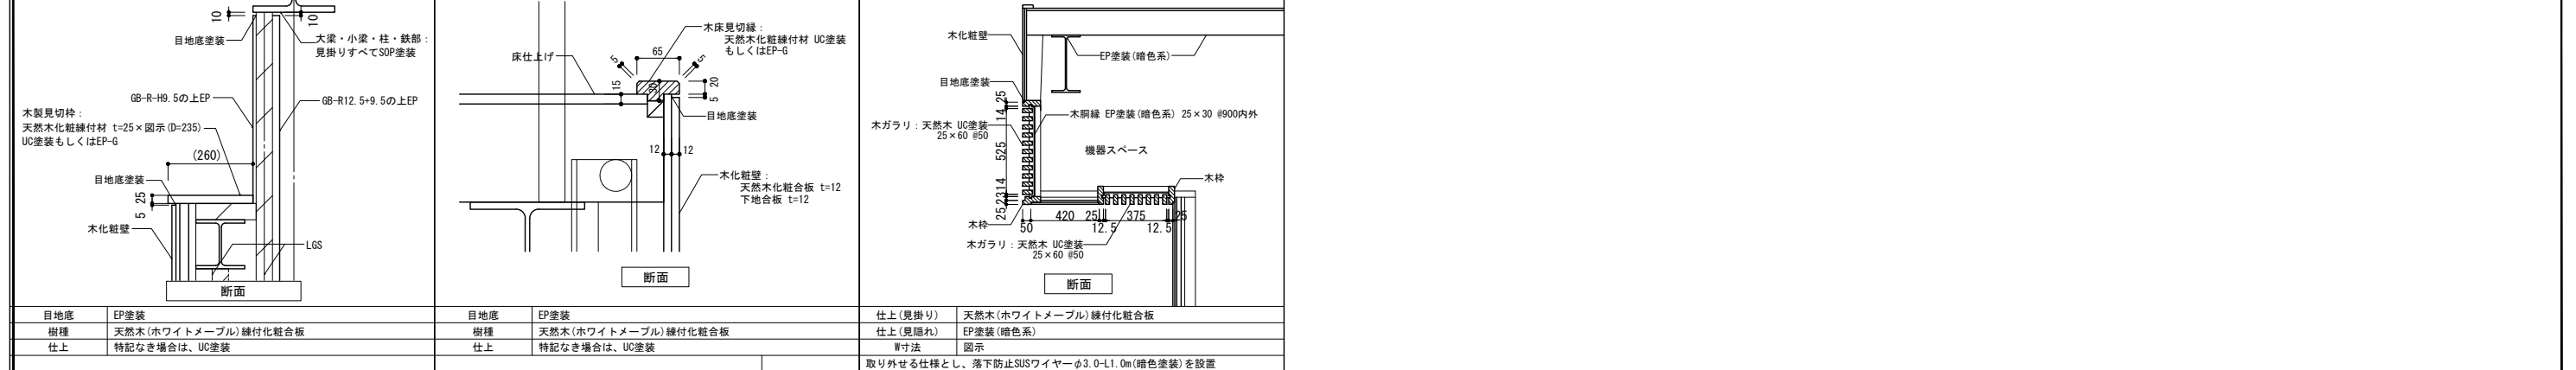 10
10
目地底塗装
大梁・小梁・柱・鉄部：
見掛りすべてSOP塗装
GB-R-H9.5の上EP
GB-R12.5+9.5の上EP
木製見切枠：
天然木化粧練付材 t=25×図示(D=235)
UC塗装もしくはEP-G
(260)
目地底塗装
25
5
木化粧壁
LGS
断面
目地底
EP塗装
樹種
天然木(ホワイトメープル)練付化粧合板
仕上
特記なき場合は、UC塗装
木床見切縁：
天然木化粧練付材 UC塗装
もしくはEP-G
床仕上げ
65
5
5
15
30
20
5
目地底塗装
12
12
木化粧壁：
天然木化粧合板 t=12
下地合板 t=12
断面
目地底
EP塗装
樹種
天然木(ホワイトメープル)練付化粧合板
仕上
特記なき場合は、UC塗装
木化粧壁
EP塗装(暗色系)
目地底塗装
25
14
木胴縁 EP塗装(暗色系) 25×30 @900内外
木ガラリ：天然木 UC塗装
25×60 @50
525
機器スペース
14
23
25
木枠
420
25
375
25
50
12.5
12.5
木枠
木ガラリ：天然木 UC塗装
25×60 @50
断面
仕上(見掛り)
天然木(ホワイトメープル)練付化粧合板
仕上(見隠れ)
EP塗装(暗色系)
W寸法
図示
取り外せる仕様とし、落下防止SUSワイヤーφ3.0-L1.0m(暗色塗装)を設置